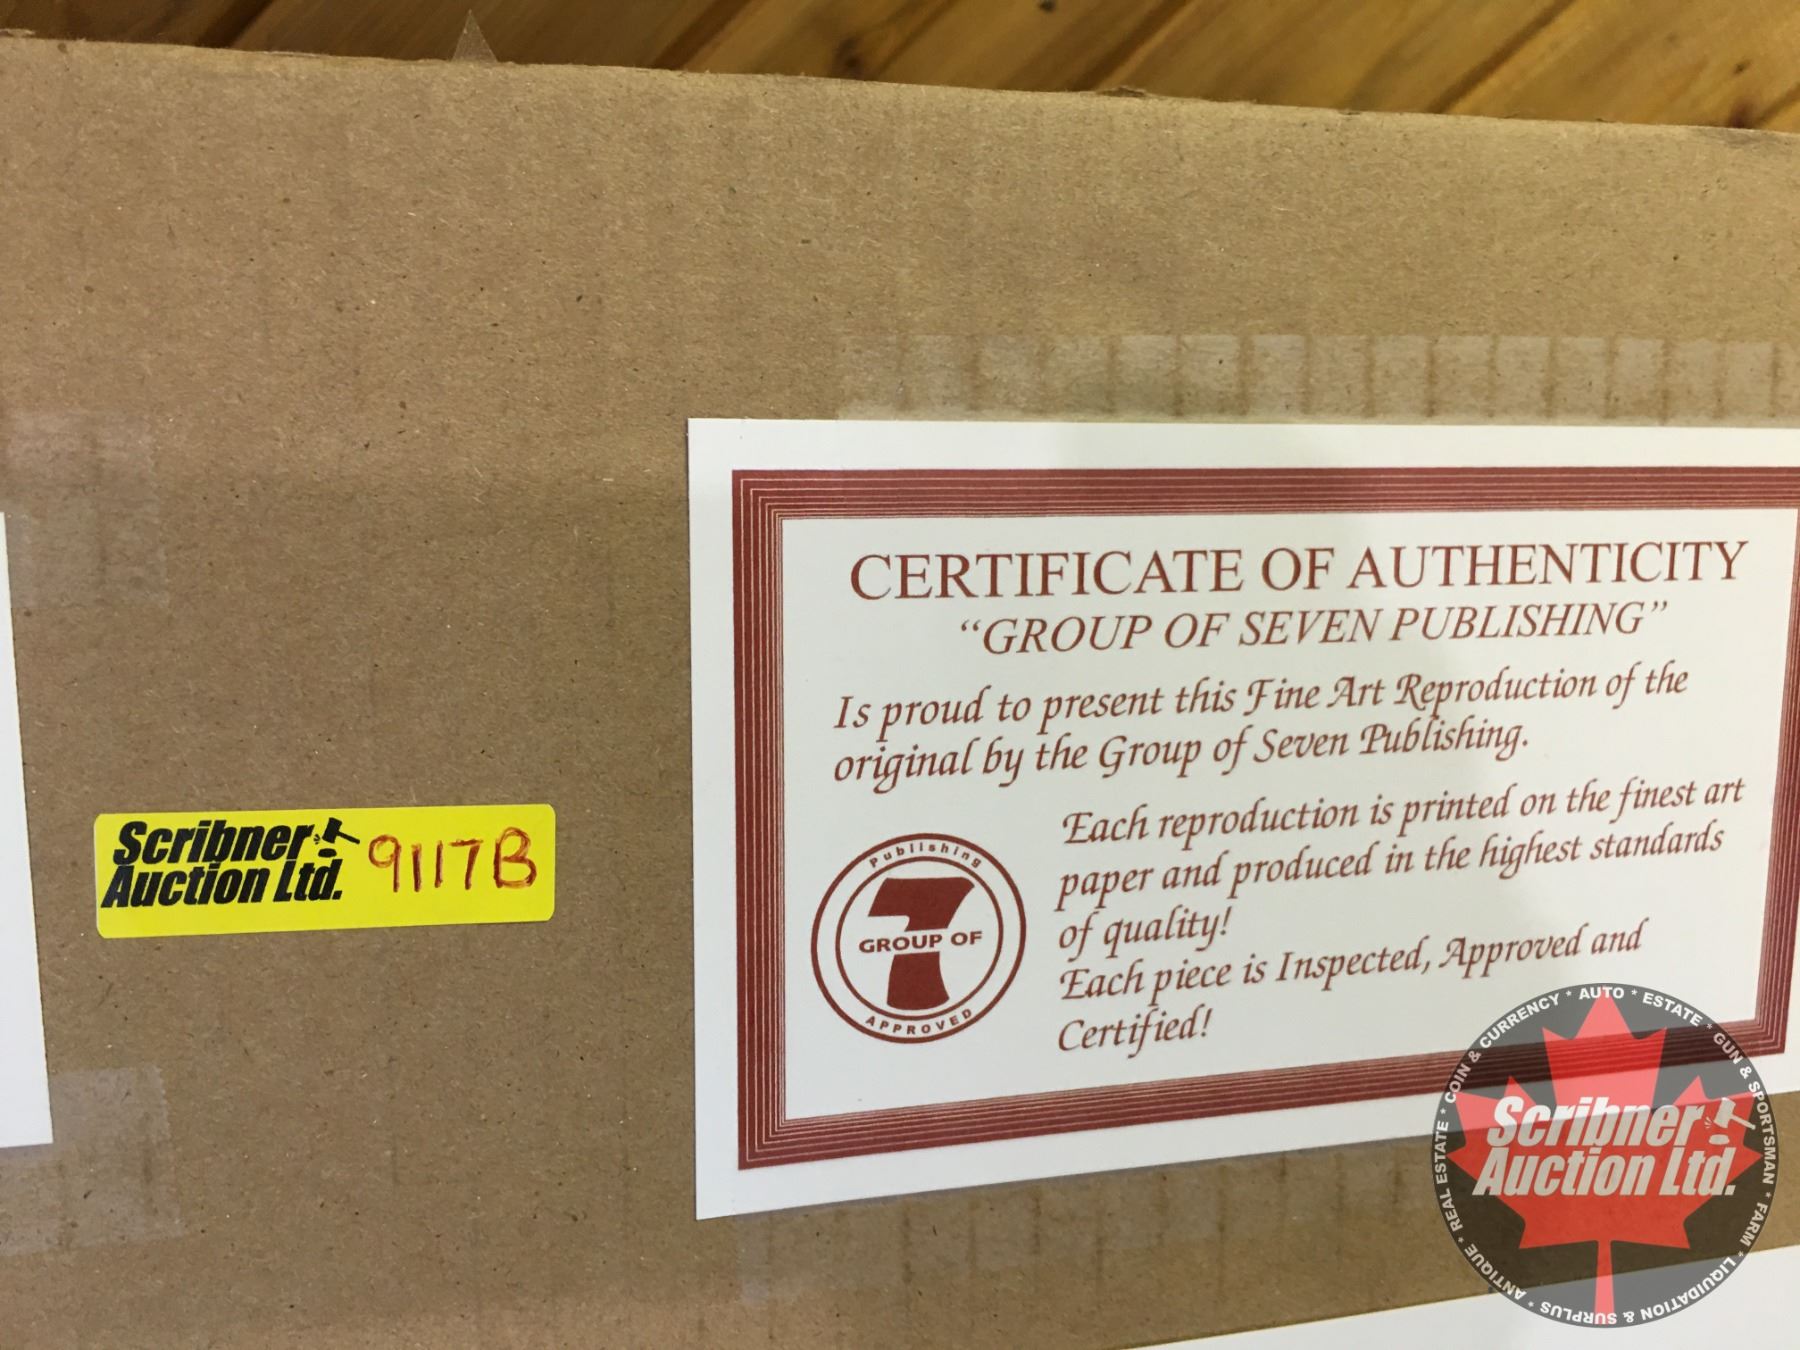 Scribner
Auction Ltd.
9117B
CERTIFICATE OF AUTHENTICITY
“GROUP OF SEVEN PUBLISHING”
Is proud to present this Fine Art Reproduction of the
original by the Group of Seven Publishing.
Each reproduction is printed on the finest art
paper and produced in the highest standards
of quality!
Each piece is Inspected, Approved and
Certified!
Publishing
7
GROUP OF
APPROVED
REAL ESTATE * COIN & CURRENCY * AUTO * ESTATE * GUN & SPORTSMAN * FARM * LIQUIDATION & SURPLUS * ANTIQUE *
Scribner
Auction Ltd.